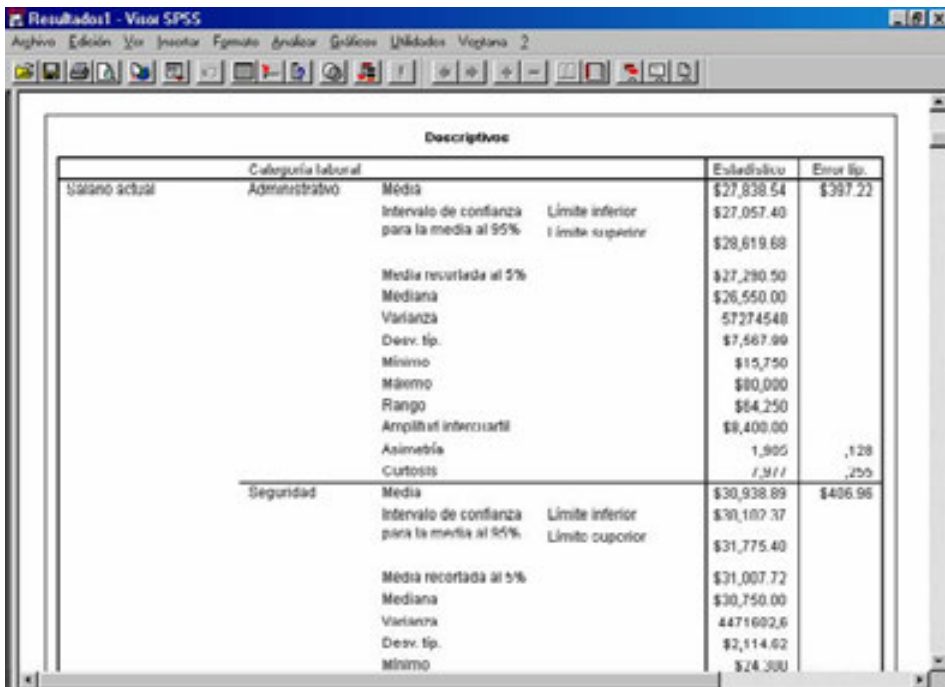 Resultados1 - Visor SPSS
Archivo Edición Ver Insertar Formato Analizar Gráficos Utilidades Ventana ?
Descriptivos
Categoría laboral Estadístico Error típ.
Salario actual Administrativo Media $27,838.54 $397.22
Intervalo de confianza para la media al 95% Límite inferior $27,057.40
Límite superior $28,619.68
Media recortada al 5% $27,280.50
Mediana $26,550.00
Varianza 57274548
Desv. típ. $7,567.99
Mínimo $15,750
Máximo $80,000
Rango $64,250
Amplitud intercuartil $8,400.00
Asimetría 1,905 ,128
Curtosis 7,977 ,255
Seguridad Media $30,938.89 $406.96
Intervalo de confianza para la media al 95% Límite inferior $30,102.37
Límite superior $31,775.40
Media recortada al 5% $31,007.72
Mediana $30,750.00
Varianza 4471602,6
Desv. típ. $2,114.62
Mínimo $24,300